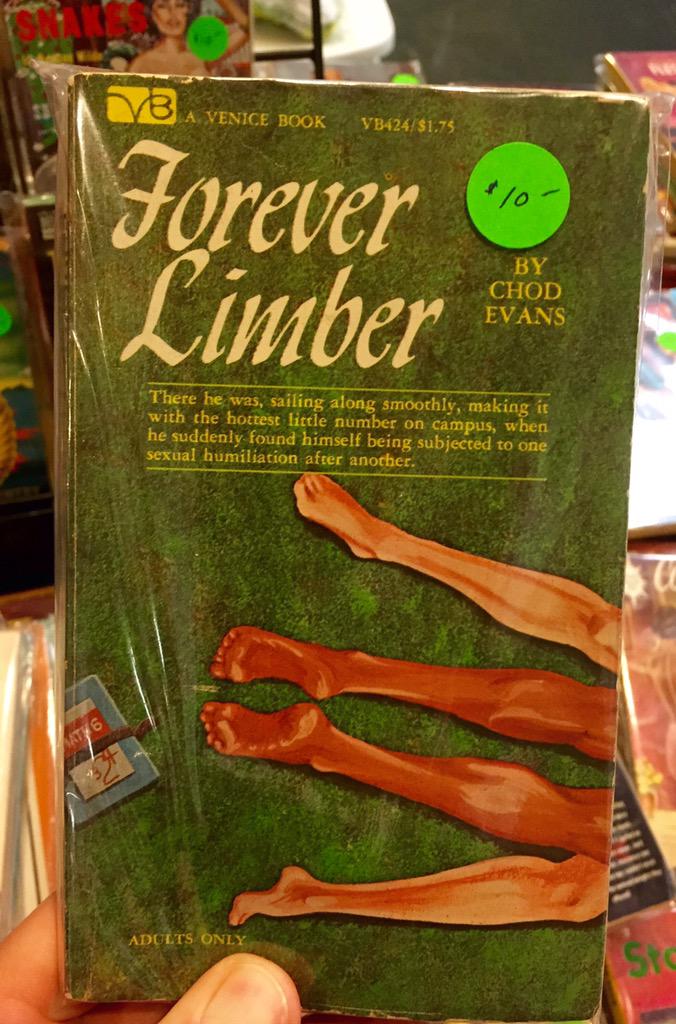 SNAKES
VB A VENICE BOOK VB424/$1.75
Forever
Limber
$10-
BY
CHOD
EVANS
There he was, sailing along smoothly, making it
with the hottest little number on campus, when
he suddenly found himself being subjected to one
sexual humiliation after another.
ADULTS ONLY